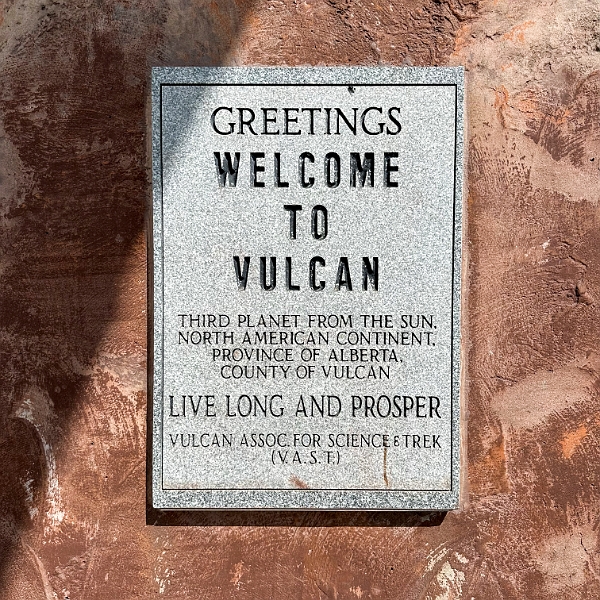 GREETINGS
WELCOME
TO
VULCAN
THIRD PLANET FROM THE SUN,
NORTH AMERICAN CONTINENT,
PROVINCE OF ALBERTA,
COUNTY OF VULCAN
LIVE LONG AND PROSPER
VULCAN ASSOC. FOR SCIENCE & TREK
(V.A.S.T.)